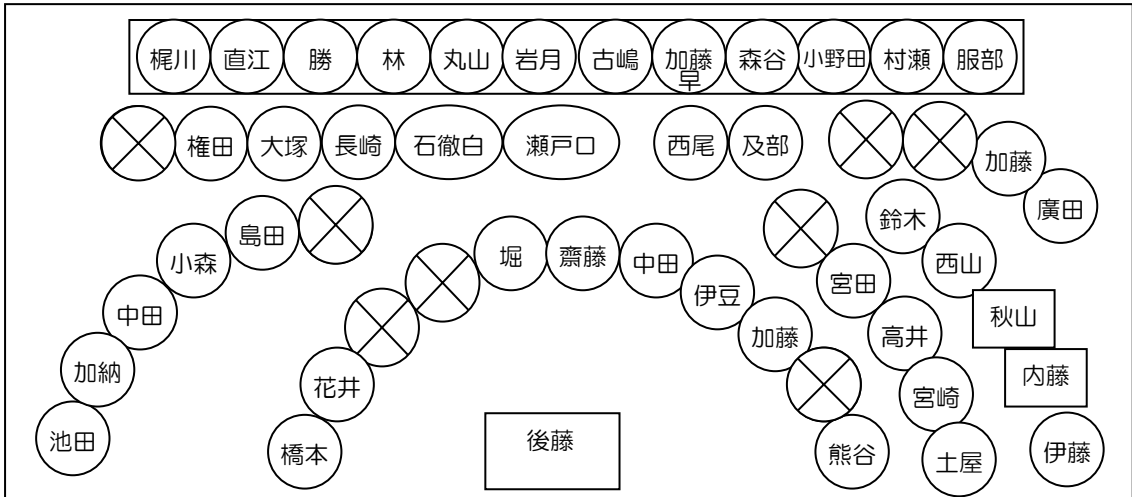 梶川 直江 勝 林 丸山 岩月 古嶋 加藤早 森谷 小野田 村瀬 服部
権田 大塚 長崎 石徹白 瀬戸口 西尾 及部 加藤 廣田
島田 鈴木
小森 堀 齋藤 中田 宮田 西山
中田 伊豆 秋山
加納 花井 加藤 高井 内藤
池田 橋本 後藤 熊谷 宮崎 土屋 伊藤